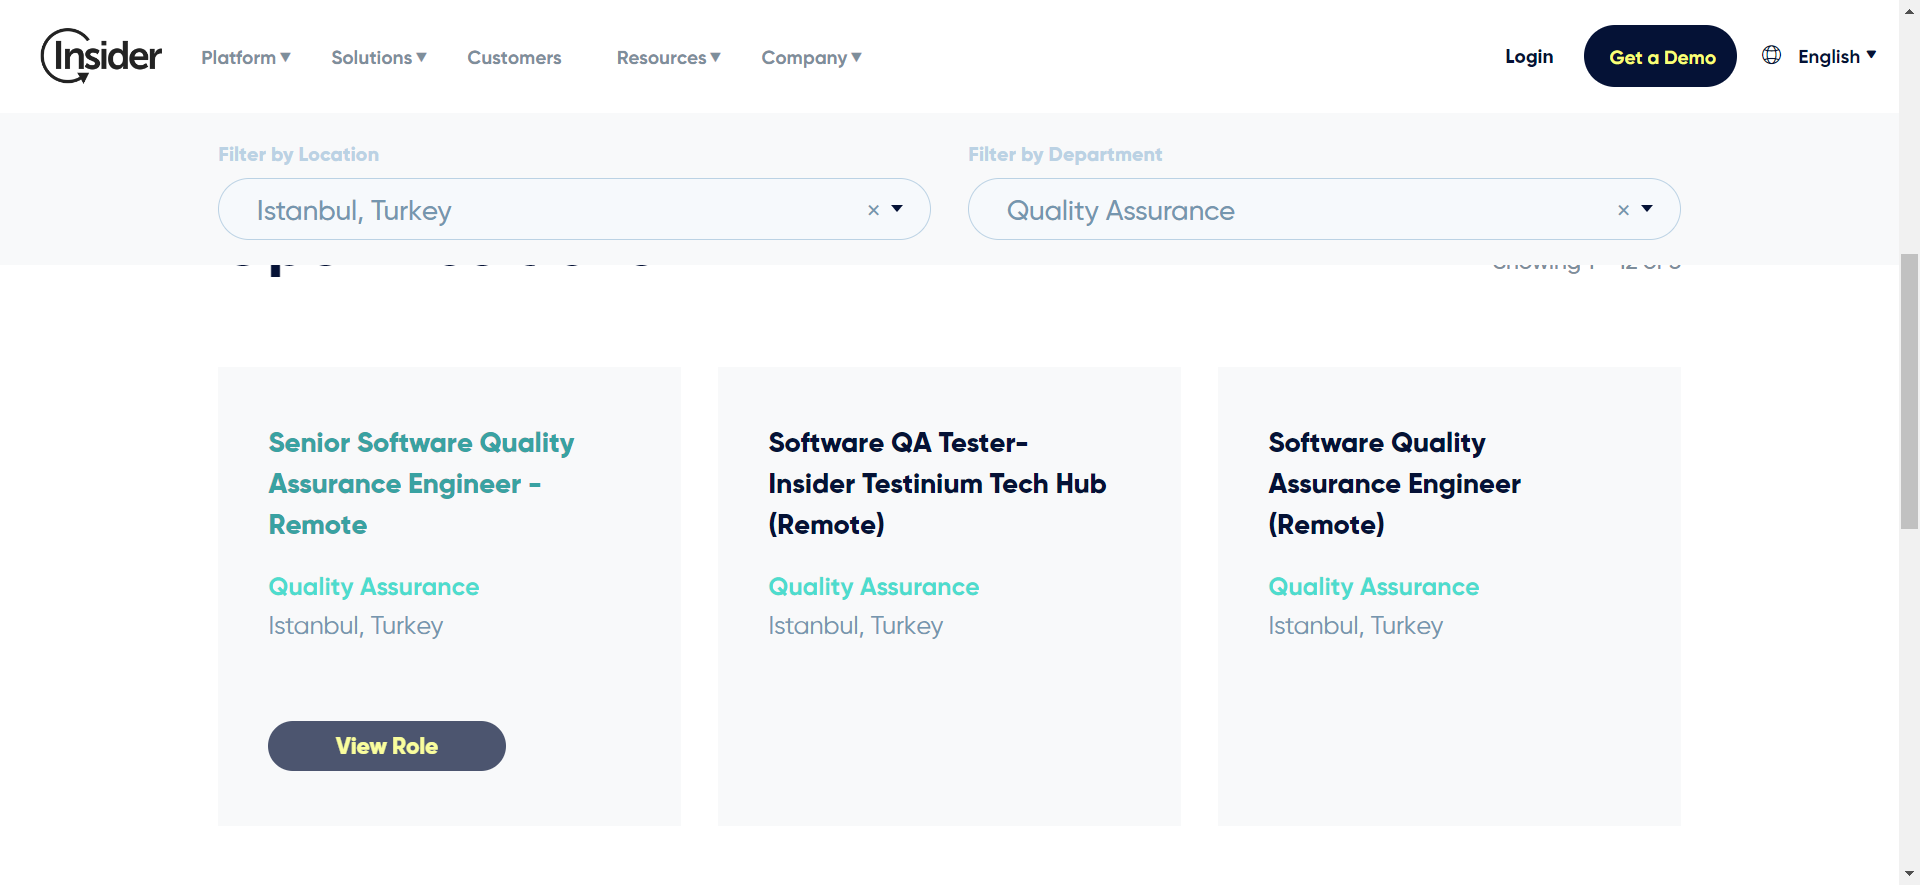 Insider
Platform
Solutions
Customers
Resources
Company
Login
Get a Demo
English
Filter by Location
Filter by Department
Istanbul, Turkey ×
Quality Assurance ×
Senior Software Quality
Assurance Engineer -
Remote
Quality Assurance
Istanbul, Turkey
View Role
Software QA Tester-
Insider Testinium Tech Hub
(Remote)
Quality Assurance
Istanbul, Turkey
Software Quality
Assurance Engineer
(Remote)
Quality Assurance
Istanbul, Turkey